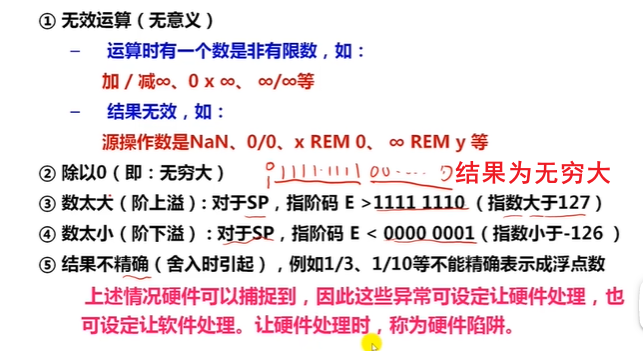 ① 无效运算（无意义）
– 运算时有一个数是非有限数，如：
加 / 减∞、0 x ∞、 ∞/∞等
– 结果无效，如：
源操作数是NaN、0/0、x REM 0、 ∞ REM y 等
② 除以0（即：无穷大） 0 1 11111111 00······0 结果为无穷大
③ 数太大（阶上溢）: 对于SP，指阶码 E >1111 1110 （指数大于127）
④ 数太小（阶下溢） : 对于SP，指阶码 E < 0000 0001（指数小于-126 ）
⑤ 结果不精确（舍入时引起），例如1/3、1/10等不能精确表示成浮点数
上述情况硬件可以捕捉到，因此这些异常可设定让硬件处理，也
可设定让软件处理。让硬件处理时，称为硬件陷阱。